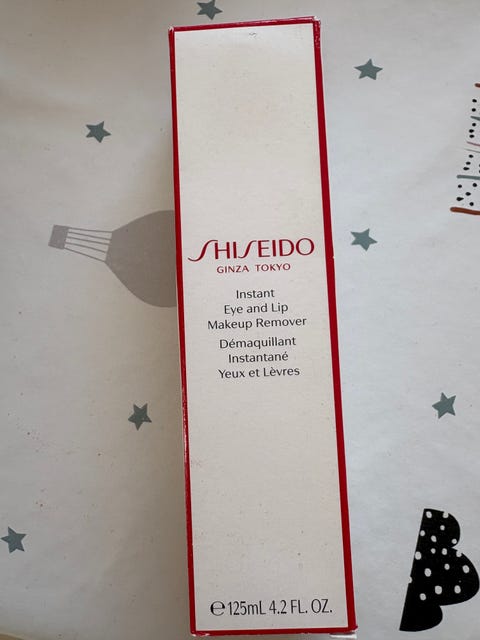 SHISEIDO
GINZA TOKYO
Instant
Eye and Lip
Makeup Remover
Démaquillant
Instantané
Yeux et Lèvres
℮125mL 4.2 FL. OZ.